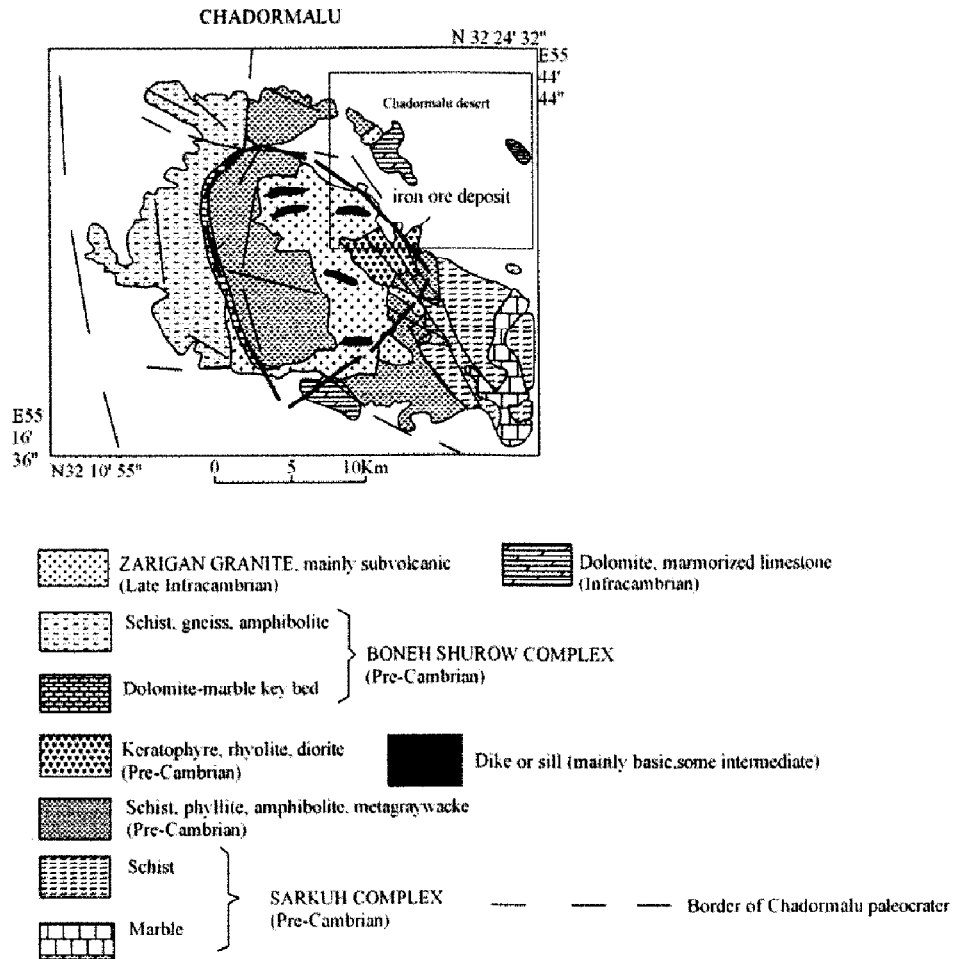 CHADORMALU
N 32 24' 32"
E55
44'
44"
Chadormalu desert
iron ore deposit
E55
16'
36"
N32 10' 55"
0 5 10Km
ZARIGAN GRANITE, mainly subvolcanic
(Late Infracambrian)
Dolomite, marmorized limestone
(Infracambrian)
Schist, gneiss, amphibolite
BONEH SHUROW COMPLEX
(Pre-Cambrian)
Dolomite-marble key bed
Keratophyre, rhyolite, diorite
(Pre-Cambrian)
Dike or sill (mainly basic,some intermediate)
Schist, phyllite, amphibolite, metagraywacke
(Pre-Cambrian)
Schist
SARKUH COMPLEX
(Pre-Cambrian)
Marble
Border of Chadormalu paleocrater